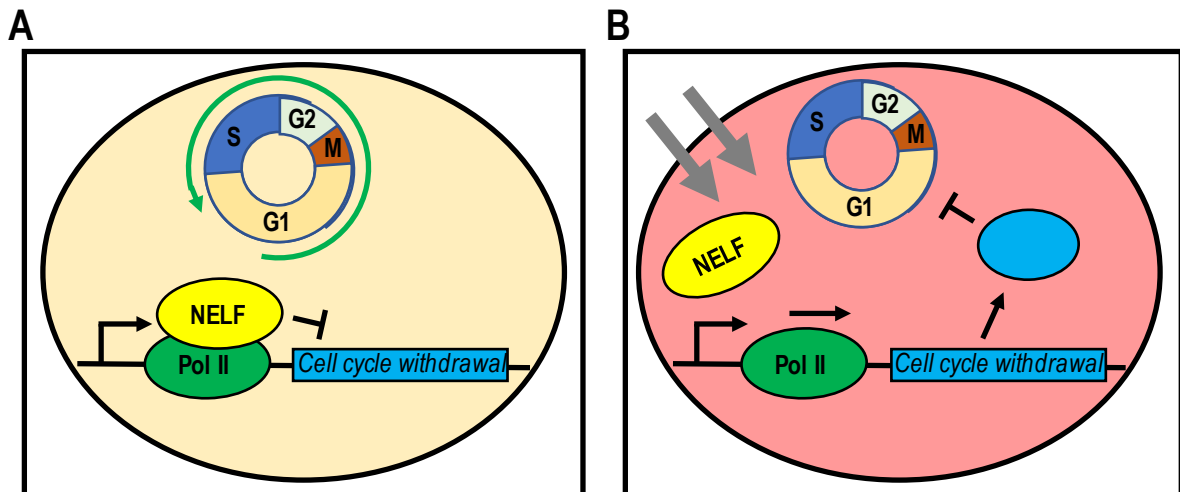 A
G2
S
M
G1
NELF
Pol II
Cell cycle withdrawal
B
G2
S
M
G1
NELF
Pol II
Cell cycle withdrawal